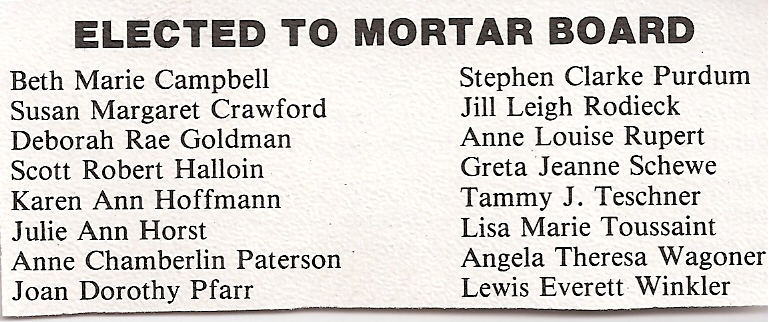 ELECTED TO MORTAR BOARD
Beth Marie Campbell
Susan Margaret Crawford
Deborah Rae Goldman
Scott Robert Halloin
Karen Ann Hoffmann
Julie Ann Horst
Anne Chamberlin Paterson
Joan Dorothy Pfarr
Stephen Clarke Purdum
Jill Leigh Rodieck
Anne Louise Rupert
Greta Jeanne Schewe
Tammy J. Teschner
Lisa Marie Toussaint
Angela Theresa Wagoner
Lewis Everett Winkler